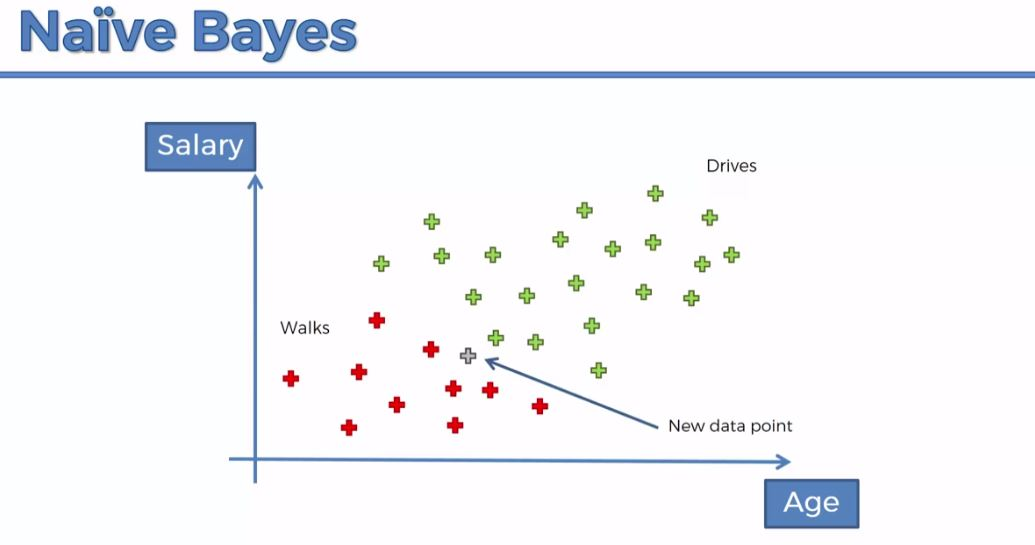 Naïve Bayes
Salary
Drives
Walks
New data point
Age